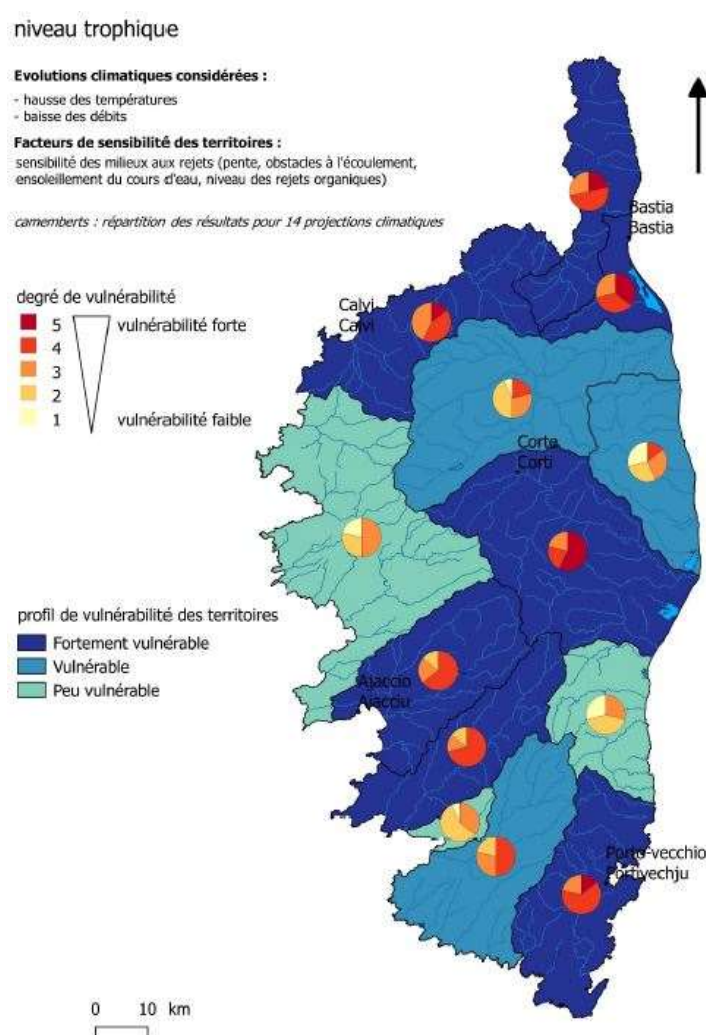 niveau trophique
Evolutions climatiques considérées :
- hausse des températures
- baisse des débits
Facteurs de sensibilité des territoires :
sensibilité des milieux aux rejets (pente, obstacles à l'écoulement,
ensoleillement du cours d'eau, niveau des rejets organiques)
camemberts : répartition des résultats pour 14 projections climatiques
degré de vulnérabilité
5 vulnérabilité forte
4
3
2
1 vulnérabilité faible
Bastia
Bastia
Calvi
Calvi
Corte
Corti
profil de vulnérabilité des territoires
Fortement vulnérable
Vulnérable
Peu vulnérable
Ajaccio
Aiacciu
Porto-vecchio
Portivechju
0 10 km